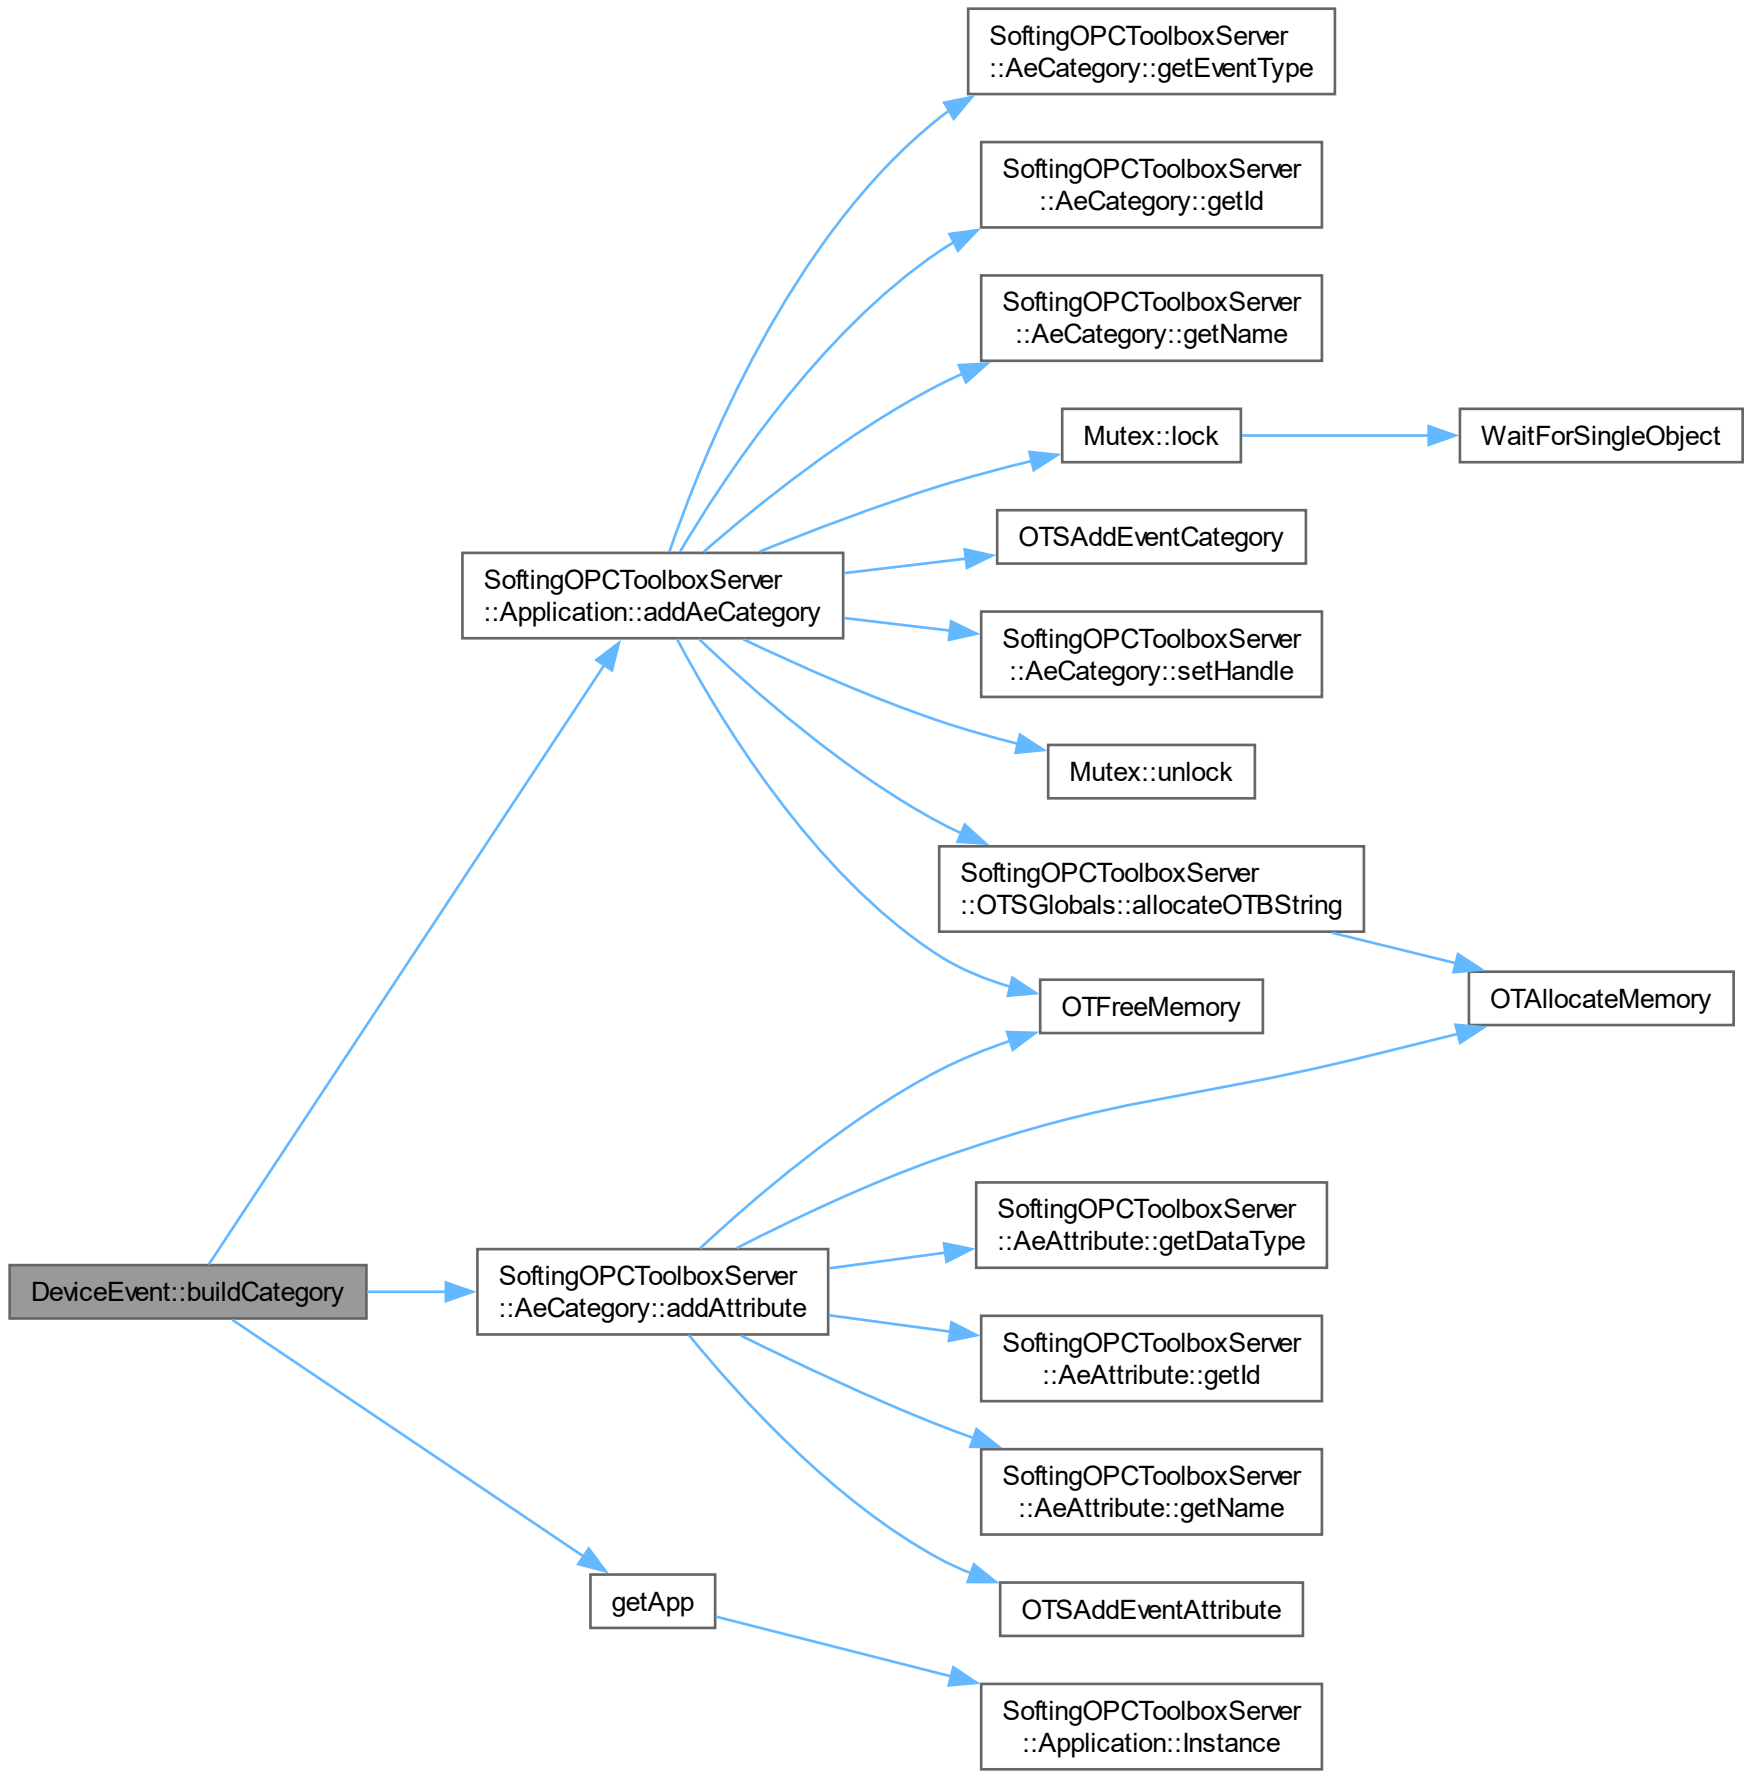 SoftingOPCToolboxServer
::AeCategory::getEventType
SoftingOPCToolboxServer
::AeCategory::getId
SoftingOPCToolboxServer
::AeCategory::getName
Mutex::lock
WaitForSingleObject
OTSAddEventCategory
SoftingOPCToolboxServer
::Application::addAeCategory
SoftingOPCToolboxServer
::AeCategory::setHandle
Mutex::unlock
SoftingOPCToolboxServer
::OTSGlobals::allocateOTBString
OTFreeMemory
OTAllocateMemory
SoftingOPCToolboxServer
::AeAttribute::getDataType
DeviceEvent::buildCategory
SoftingOPCToolboxServer
::AeCategory::addAttribute
SoftingOPCToolboxServer
::AeAttribute::getId
SoftingOPCToolboxServer
::AeAttribute::getName
getApp
OTSAddEventAttribute
SoftingOPCToolboxServer
::Application::Instance